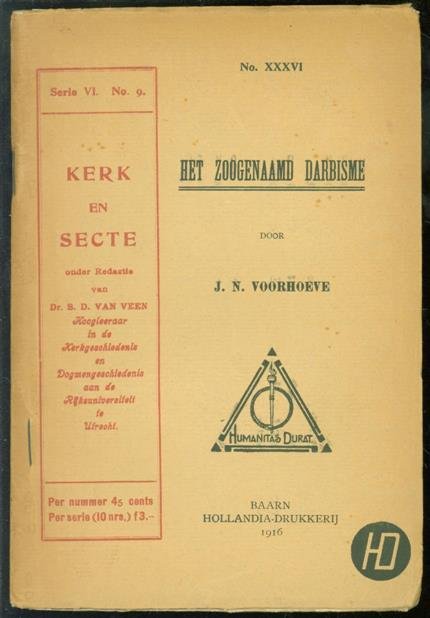 Serie VI. No. 9.
KERK
EN
SECTE
onder Redactie
van
Dr. S. D. VAN VEEN
Hoogleeraar
in de
Kerkgeschiedenis
en
Dogmengeschiedenis
aan de
Rijksuniversiteit
te
Utrecht.
Per nummer 45 cents
Per serie (10 nrs.) f 3.-
No. XXXVI
HET ZOOGENAAMD DARBISME
DOOR
J. N. VOORHOEVE
HUMANITAS DURAT
BAARN
HOLLANDIA-DRUKKERIJ
1916
HD